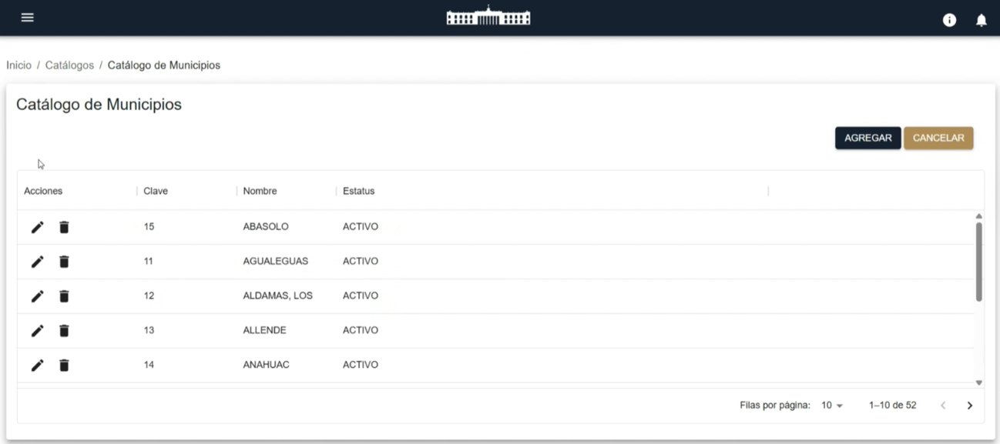 Inicio / Catálogos / Catálogo de Municipios
Catálogo de Municipios
AGREGAR CANCELAR
Acciones Clave Nombre Estatus
15 ABASOLO ACTIVO
11 AGUALEGUAS ACTIVO
12 ALDAMAS, LOS ACTIVO
13 ALLENDE ACTIVO
14 ANAHUAC ACTIVO
Filas por página: 10 1–10 de 52